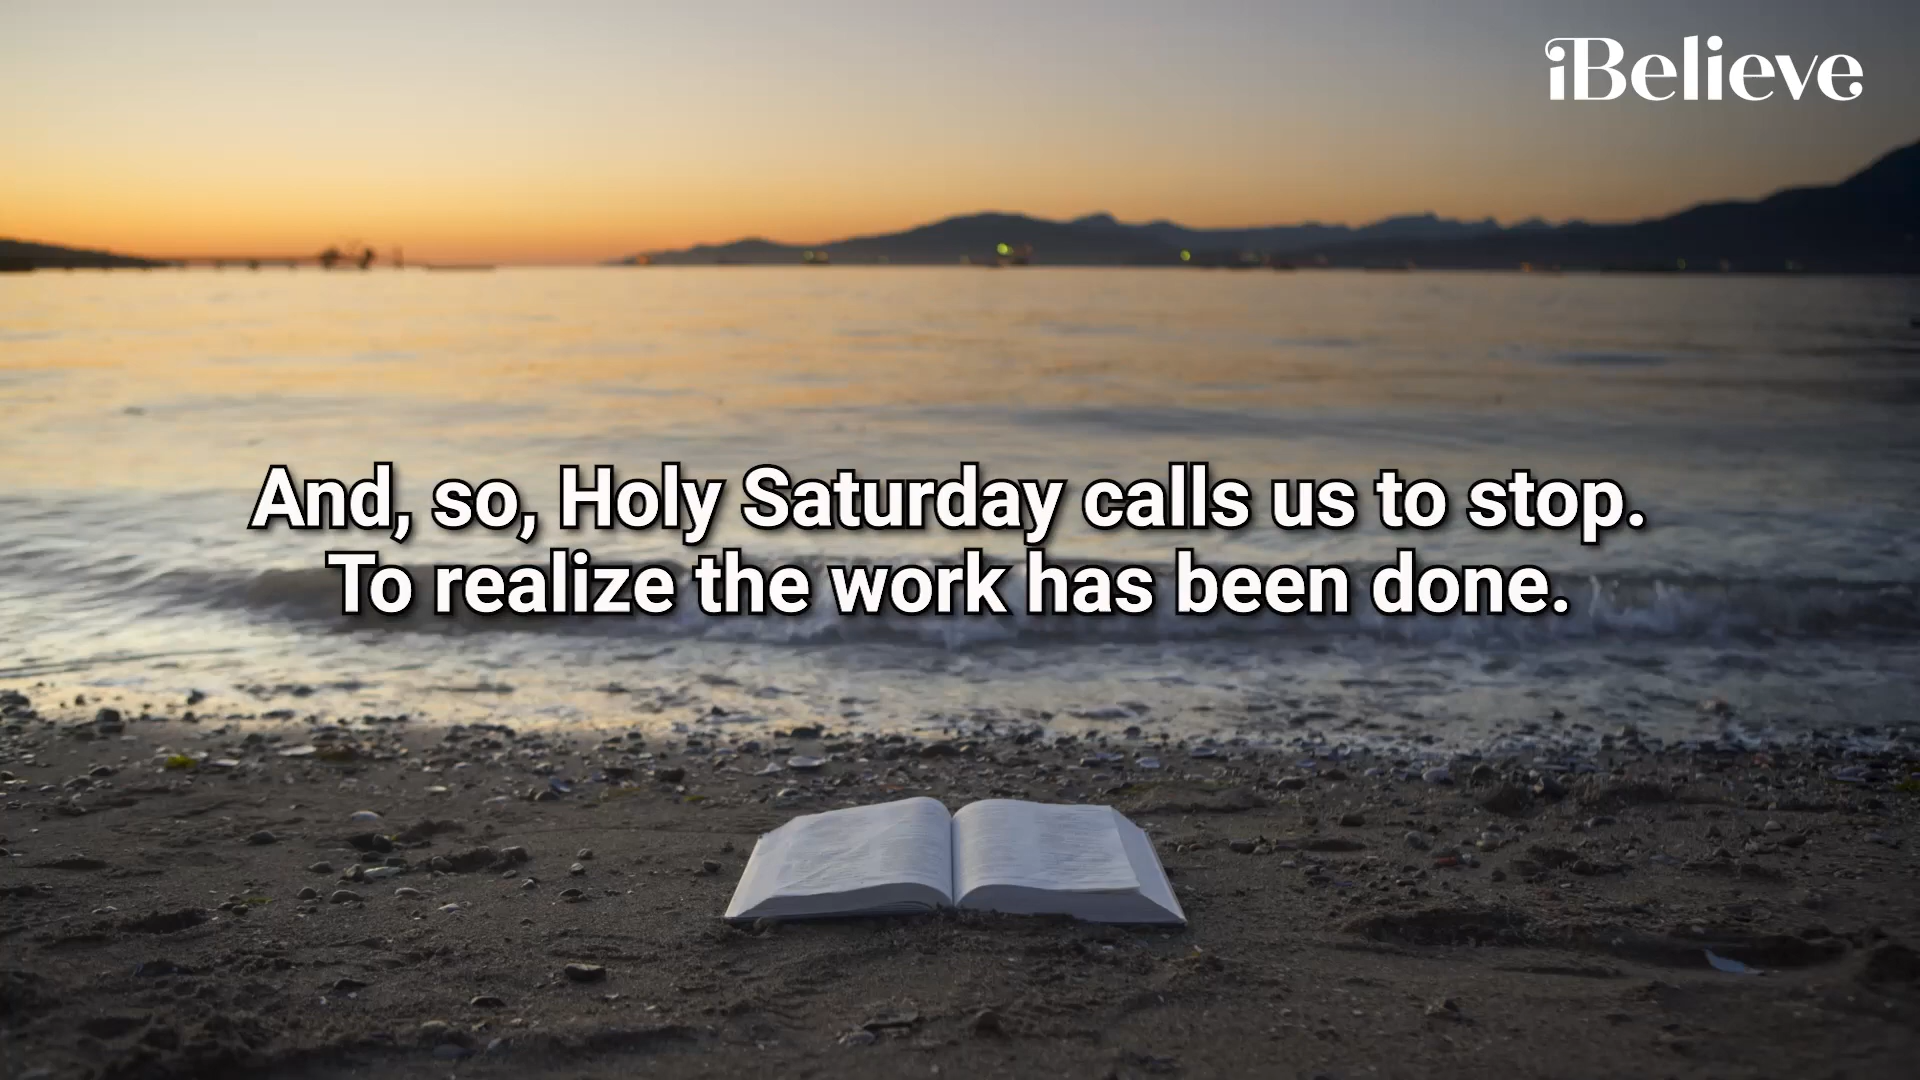 iBelieve
And, so, Holy Saturday calls us to stop.
To realize the work has been done.